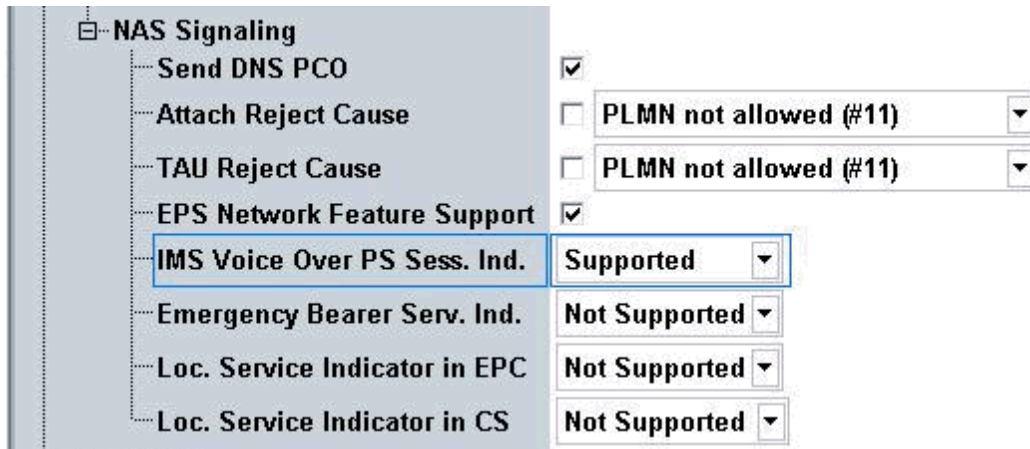 NAS Signaling
Send DNS PCO
Attach Reject Cause PLMN not allowed (#11)
TAU Reject Cause PLMN not allowed (#11)
EPS Network Feature Support
IMS Voice Over PS Sess. Ind. Supported
Emergency Bearer Serv. Ind. Not Supported
Loc. Service Indicator in EPC Not Supported
Loc. Service Indicator in CS Not Supported